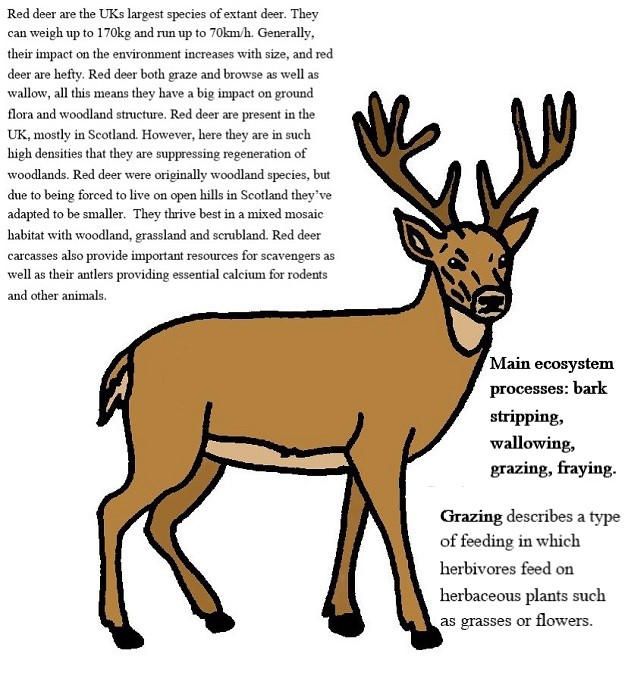 Red deer are the UKs largest species of extant deer. They
can weigh up to 170kg and run up to 70km/h. Generally,
their impact on the environment increases with size, and red
deer are hefty. Red deer both graze and browse as well as
wallow, all this means they have a big impact on ground
flora and woodland structure. Red deer are present in the
UK, mostly in Scotland. However, here they are in such
high densities that they are suppressing regeneration of
woodlands. Red deer were originally woodland species, but
due to being forced to live on open hills in Scotland they've
adapted to be smaller. They thrive best in a mixed mosaic
habitat with woodland, grassland and scrubland. Red deer
carcasses also provide important resources for scavengers as
well as their antlers providing essential calcium for rodents
and other animals.
Main ecosystem
processes: bark
stripping,
wallowing,
grazing, fraying.
Grazing describes a type
of feeding in which
herbivores feed on
herbaceous plants such
as grasses or flowers.